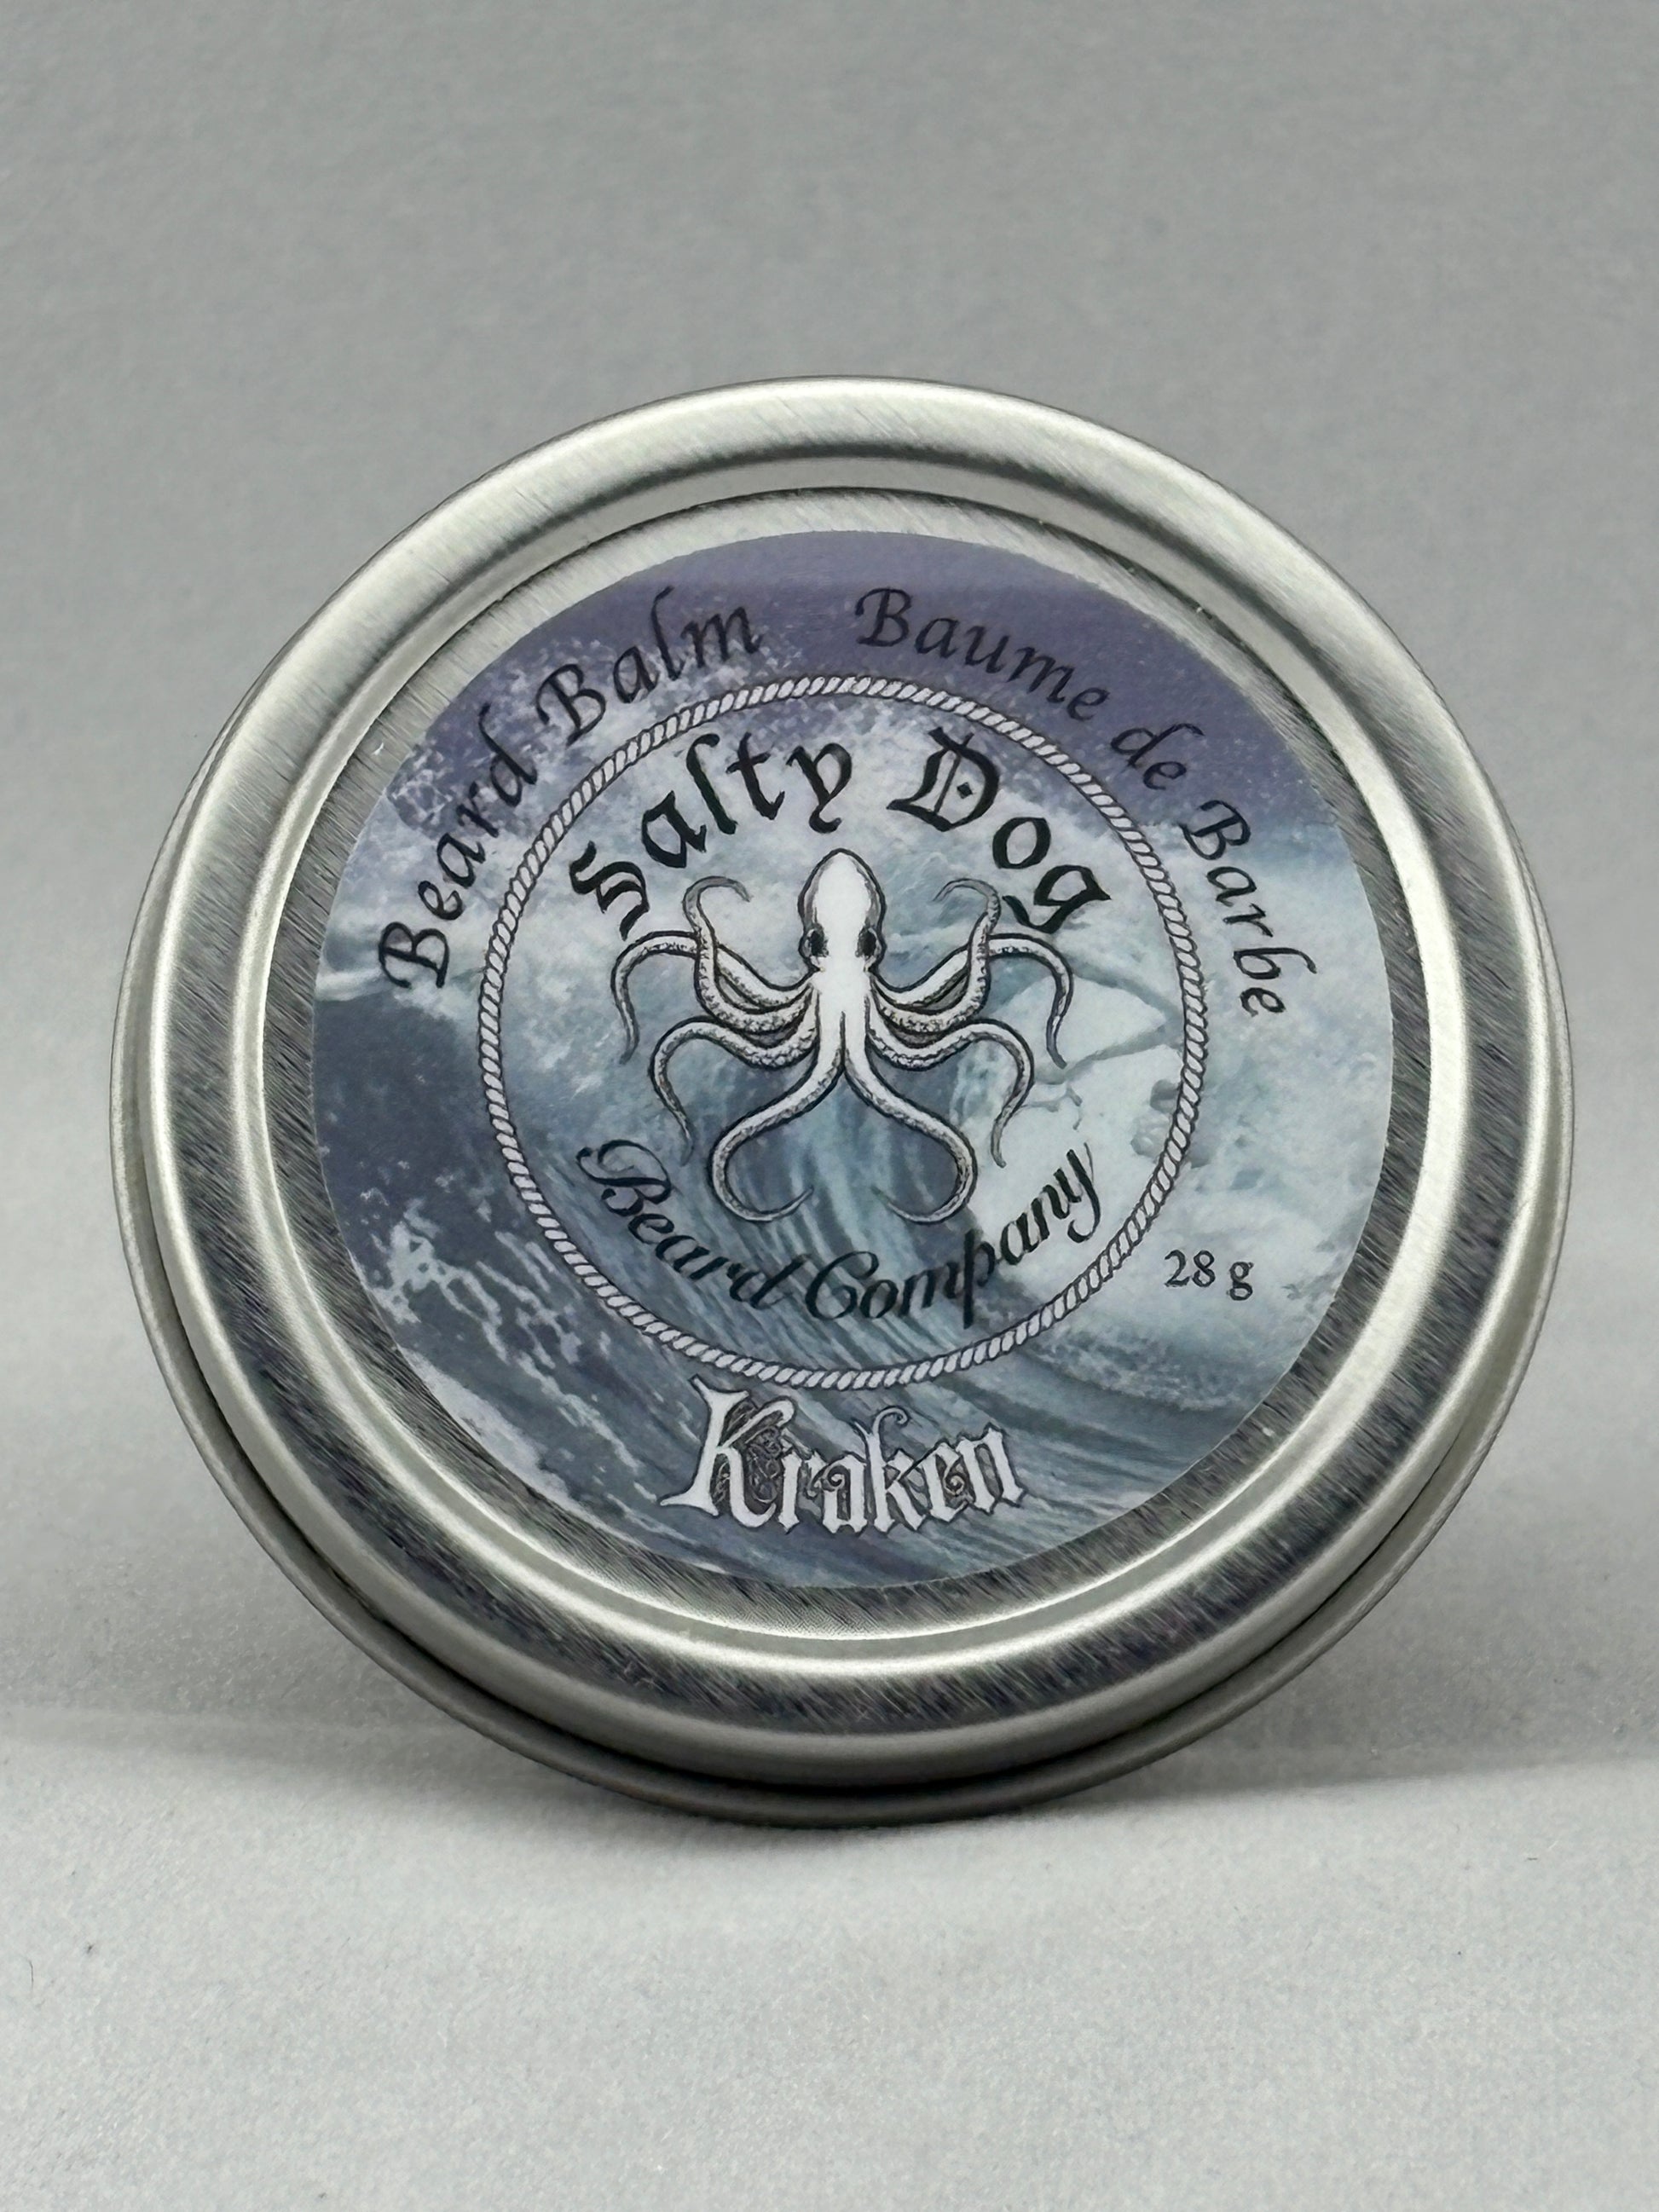 Beard Balm Baume de Barbe
Salty Dog
Beard Company
28 g
Kraken